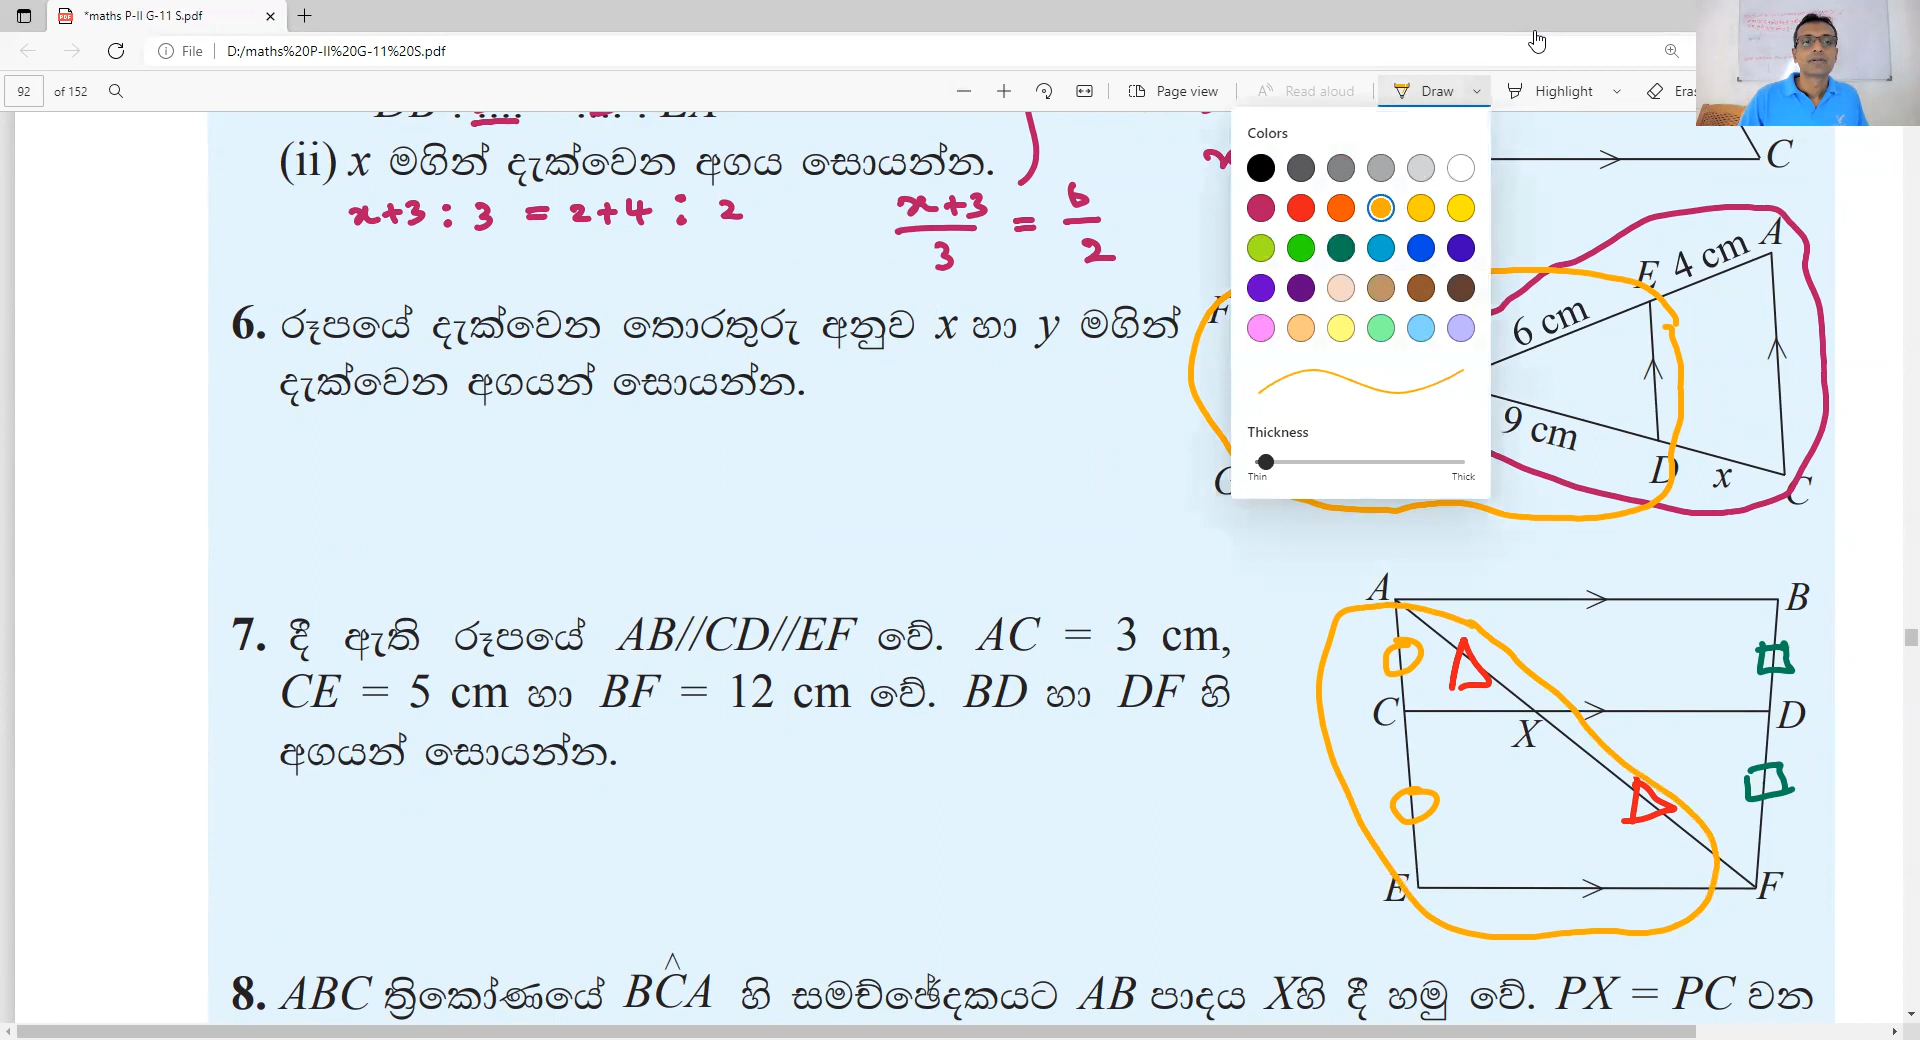 *maths P-II G-11 S.pdf
File D:/maths%20P-II%20G-11%20S.pdf
92 of 152 Page view Read aloud Draw Highlight
Colors
Thickness
Thin Thick
(ii) x මගින් දැක්වෙන අගය සොයන්න.
x+3 : 3 = 2+4 : 2
x+3
3
=
6
2
6. රූපයේ දැක්වෙන තොරතුරු අනුව x හා y මගින්
දැක්වෙන අගයන් සොයන්න.
C
A
4 cm
E
6 cm
F
9 cm
D
x
C
G
7. දී ඇති රූපයේ AB//CD//EF වේ. AC = 3 cm,
CE = 5 cm හා BF = 12 cm වේ. BD හා DF හි
අගයන් සොයන්න.
A
B
C
X
D
E
F
8. ABC ත්‍රිකෝණයේ BĈA හි සමච්ඡේදකයට AB පාදය Xහි දී හමු වේ. PX = PC වන